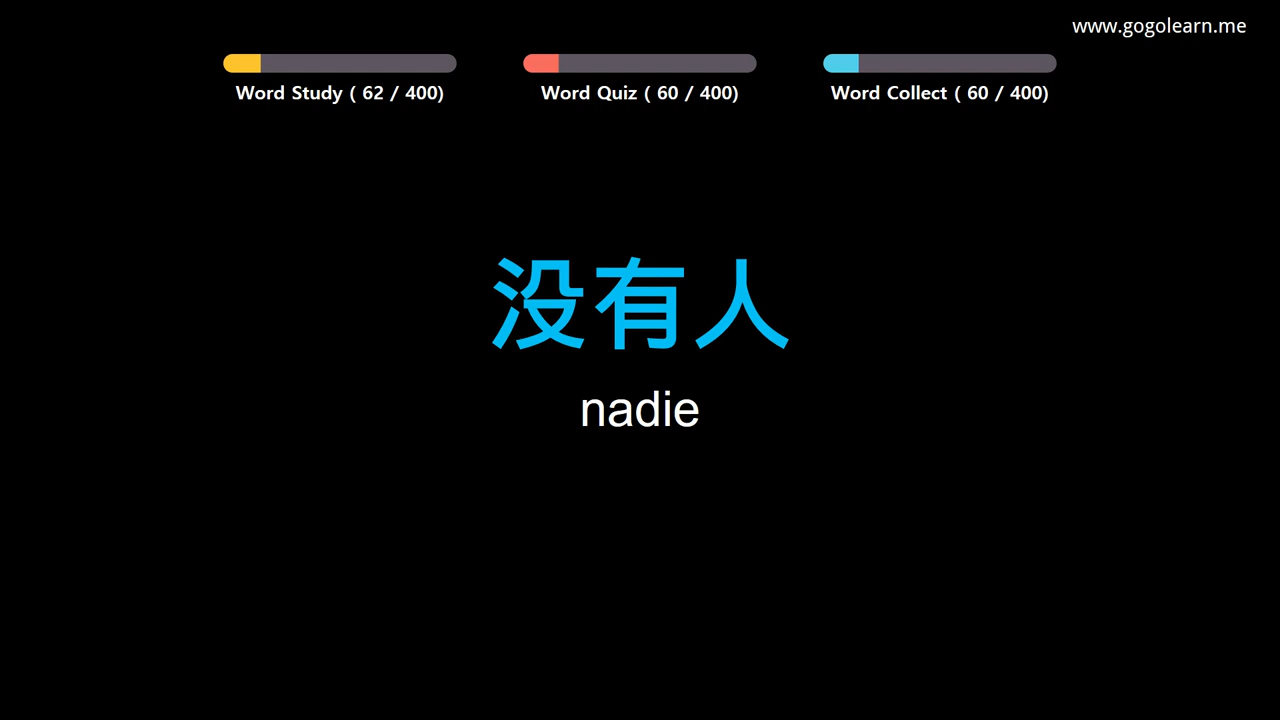 www.gogolearn.me
Word Study ( 62 / 400)
Word Quiz ( 60 / 400)
Word Collect ( 60 / 400)
没有人
nadie